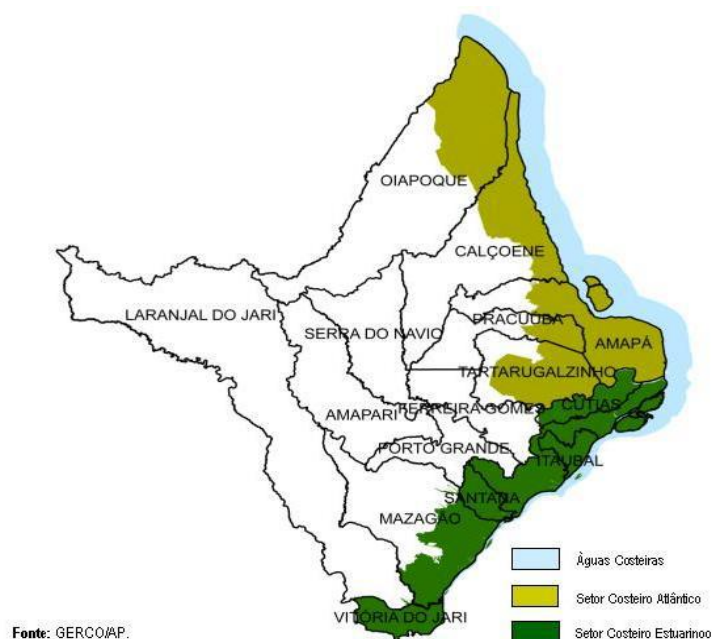 OIAPOQUE
CALÇOENE
LARANJAL DO JARI
SERRA DO NAVIO
PRACUUBA
AMAPÁ
TARTARUGALZINHO
AMAPARI
FERREIRA GOMES
CUTIAS
PORTO GRANDE
ITAUBAL
SANTANA
MAZAGÃO
VITÓRIA DO JARI
Águas Costeiras
Setor Costeiro Atlântico
Setor Costeiro Estuarinoo
Fonte: GERCO/AP.